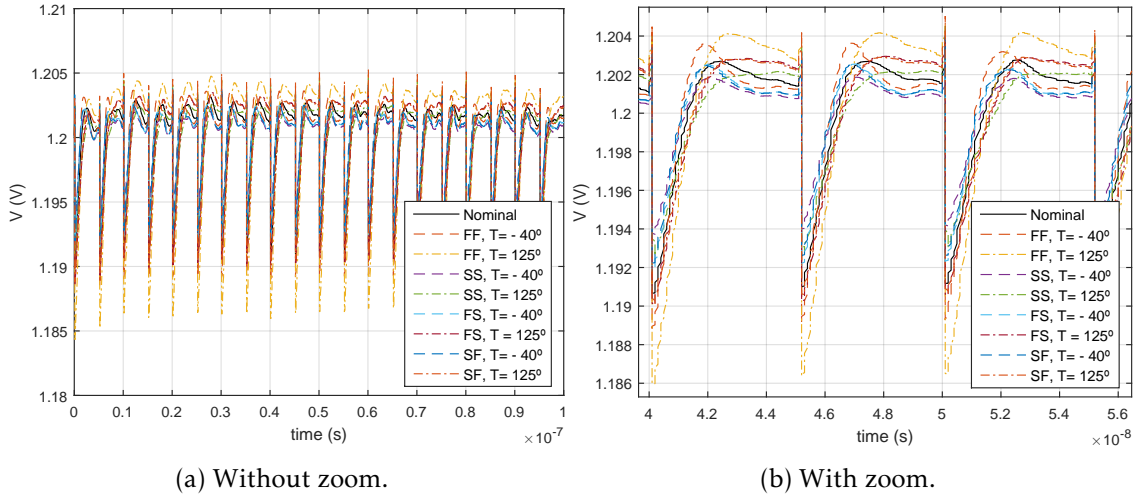 1.21
1.205
1.2
1.195
1.19
1.185
1.18
V (V)
0 0.1 0.2 0.3 0.4 0.5 0.6 0.7 0.8 0.9 1
time (s)
×10⁻⁷
Nominal
FF, T= - 40º
FF, T= 125º
SS, T= - 40º
SS, T= 125º
FS, T= - 40º
FS, T = 125º
SF, T= - 40º
SF, T= 125º
(a) Without zoom.
1.204
1.202
1.2
1.198
1.196
1.194
1.192
1.19
1.188
1.186
V (V)
4 4.2 4.4 4.6 4.8 5 5.2 5.4 5.6
time (s)
×10⁻⁸
Nominal
FF, T= - 40º
FF, T= 125º
SS, T= - 40º
SS, T= 125º
FS, T= - 40º
FS, T = 125º
SF, T= - 40º
SF, T= 125º
(b) With zoom.